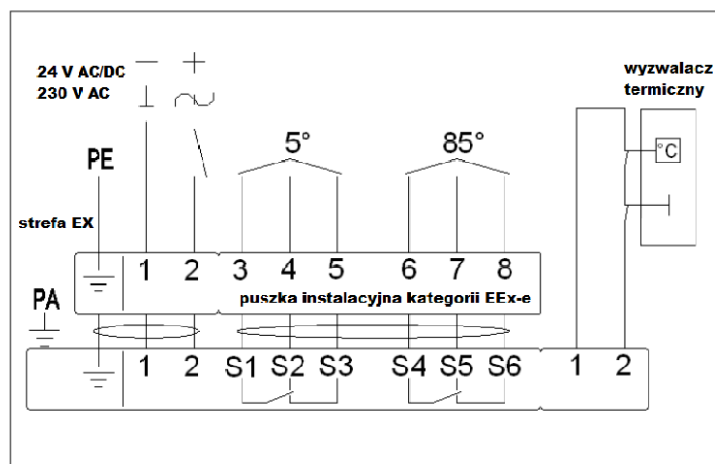 24 V AC/DC
230 V AC
− +
wyzwalacz
termiczny
5° 85°
°C
PE
strefa EX
1 2 3 4 5 6 7 8
puszka instalacyjna kategorii EEx-e
PA
1 2 S1 S2 S3 S4 S5 S6 1 2